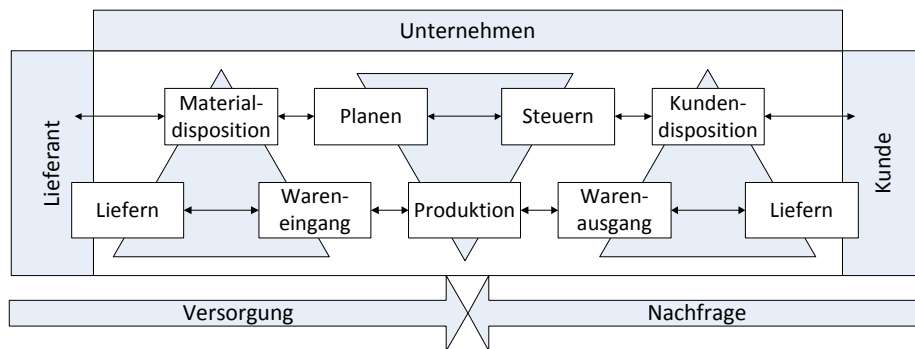 Unternehmen
Lieferant
Material-
disposition
Planen
Steuern
Kunden-
disposition
Kunde
Liefern
Waren-
eingang
Produktion
Waren-
ausgang
Liefern
Versorgung
Nachfrage